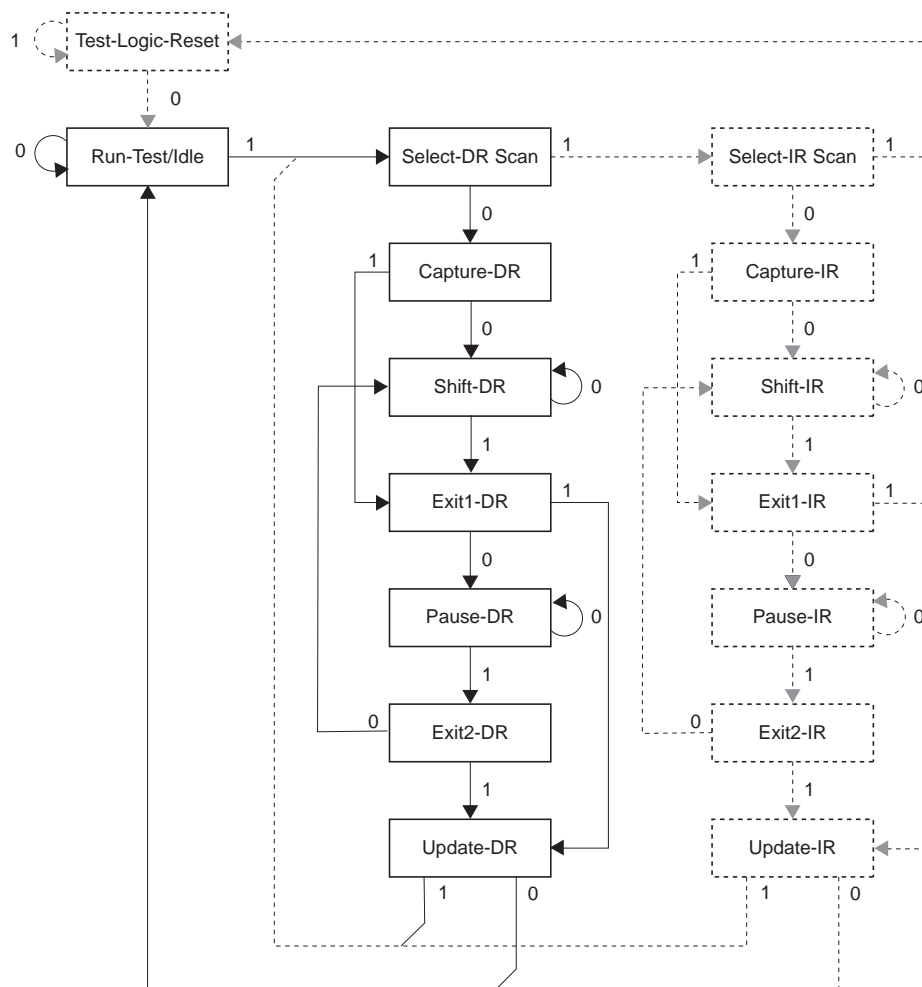 1
Test-Logic-Reset
0
0
Run-Test/Idle
1
Select-DR Scan
1
Select-IR Scan
1
0
0
1
Capture-DR
1
Capture-IR
0
0
Shift-DR
0
Shift-IR
0
1
1
Exit1-DR
1
Exit1-IR
1
0
0
Pause-DR
0
Pause-IR
0
1
1
0
Exit2-DR
0
Exit2-IR
1
1
Update-DR
Update-IR
1
0
1
0